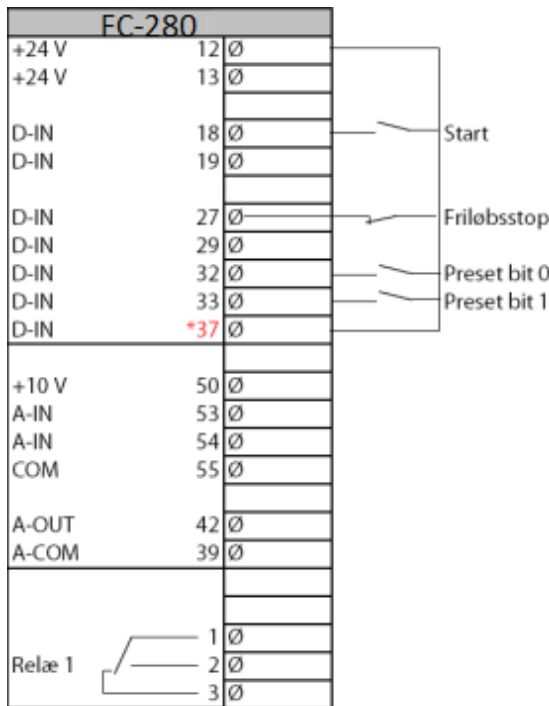 FC-280
+24 V 12 Ø
+24 V 13 Ø
D-IN 18 Ø Start
D-IN 19 Ø
D-IN 27 Ø Friløbsstop
D-IN 29 Ø
D-IN 32 Ø Preset bit 0
D-IN 33 Ø Preset bit 1
D-IN *37 Ø
+10 V 50 Ø
A-IN 53 Ø
A-IN 54 Ø
COM 55 Ø
A-OUT 42 Ø
A-COM 39 Ø
1 Ø
Relæ 1 2 Ø
3 Ø